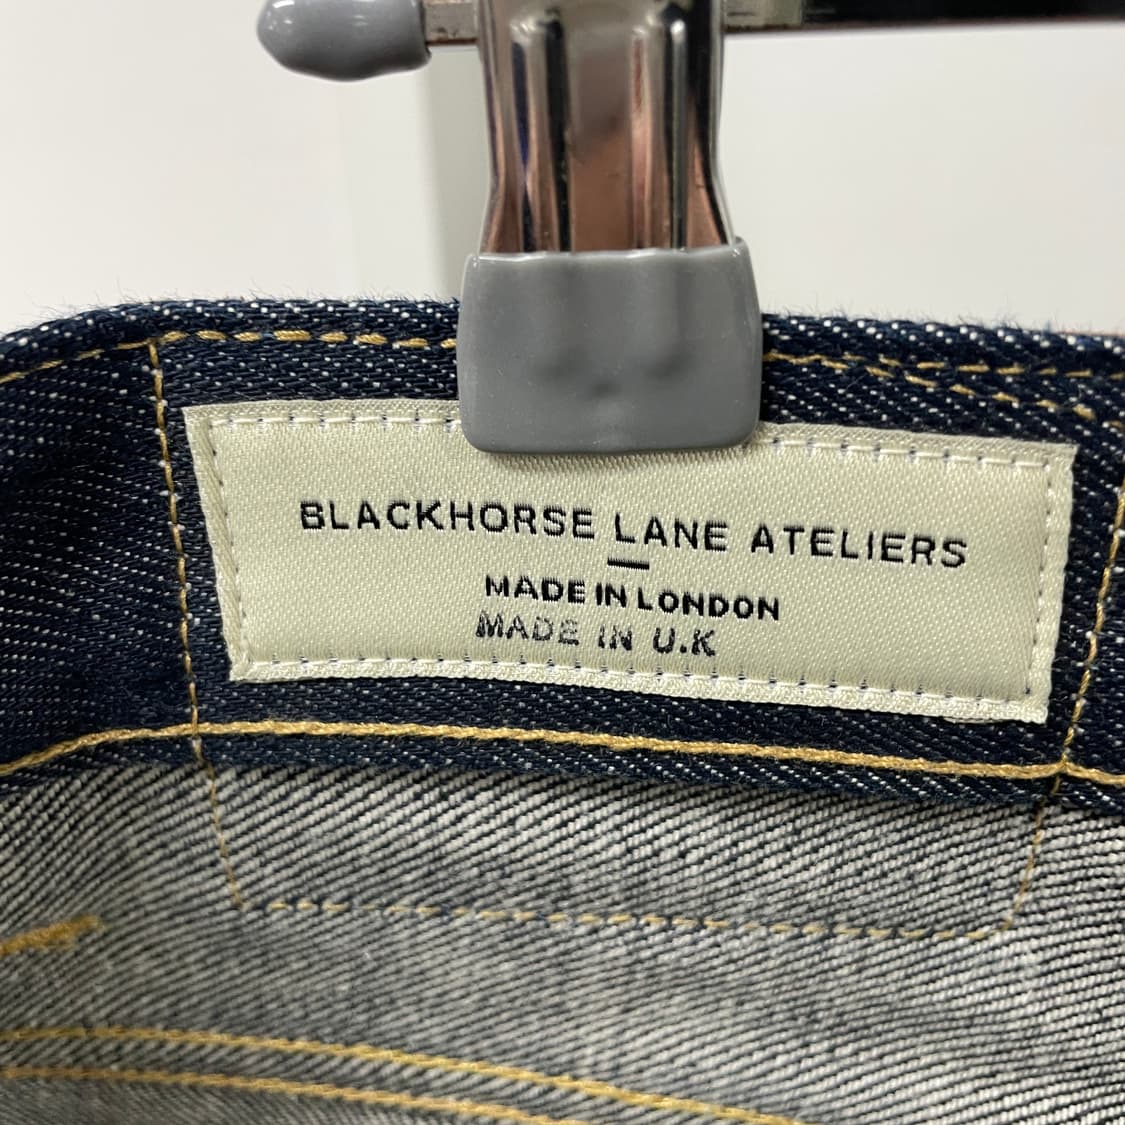 BLACKHORSE LANE ATELIERS
MADE IN LONDON
MADE IN U.K